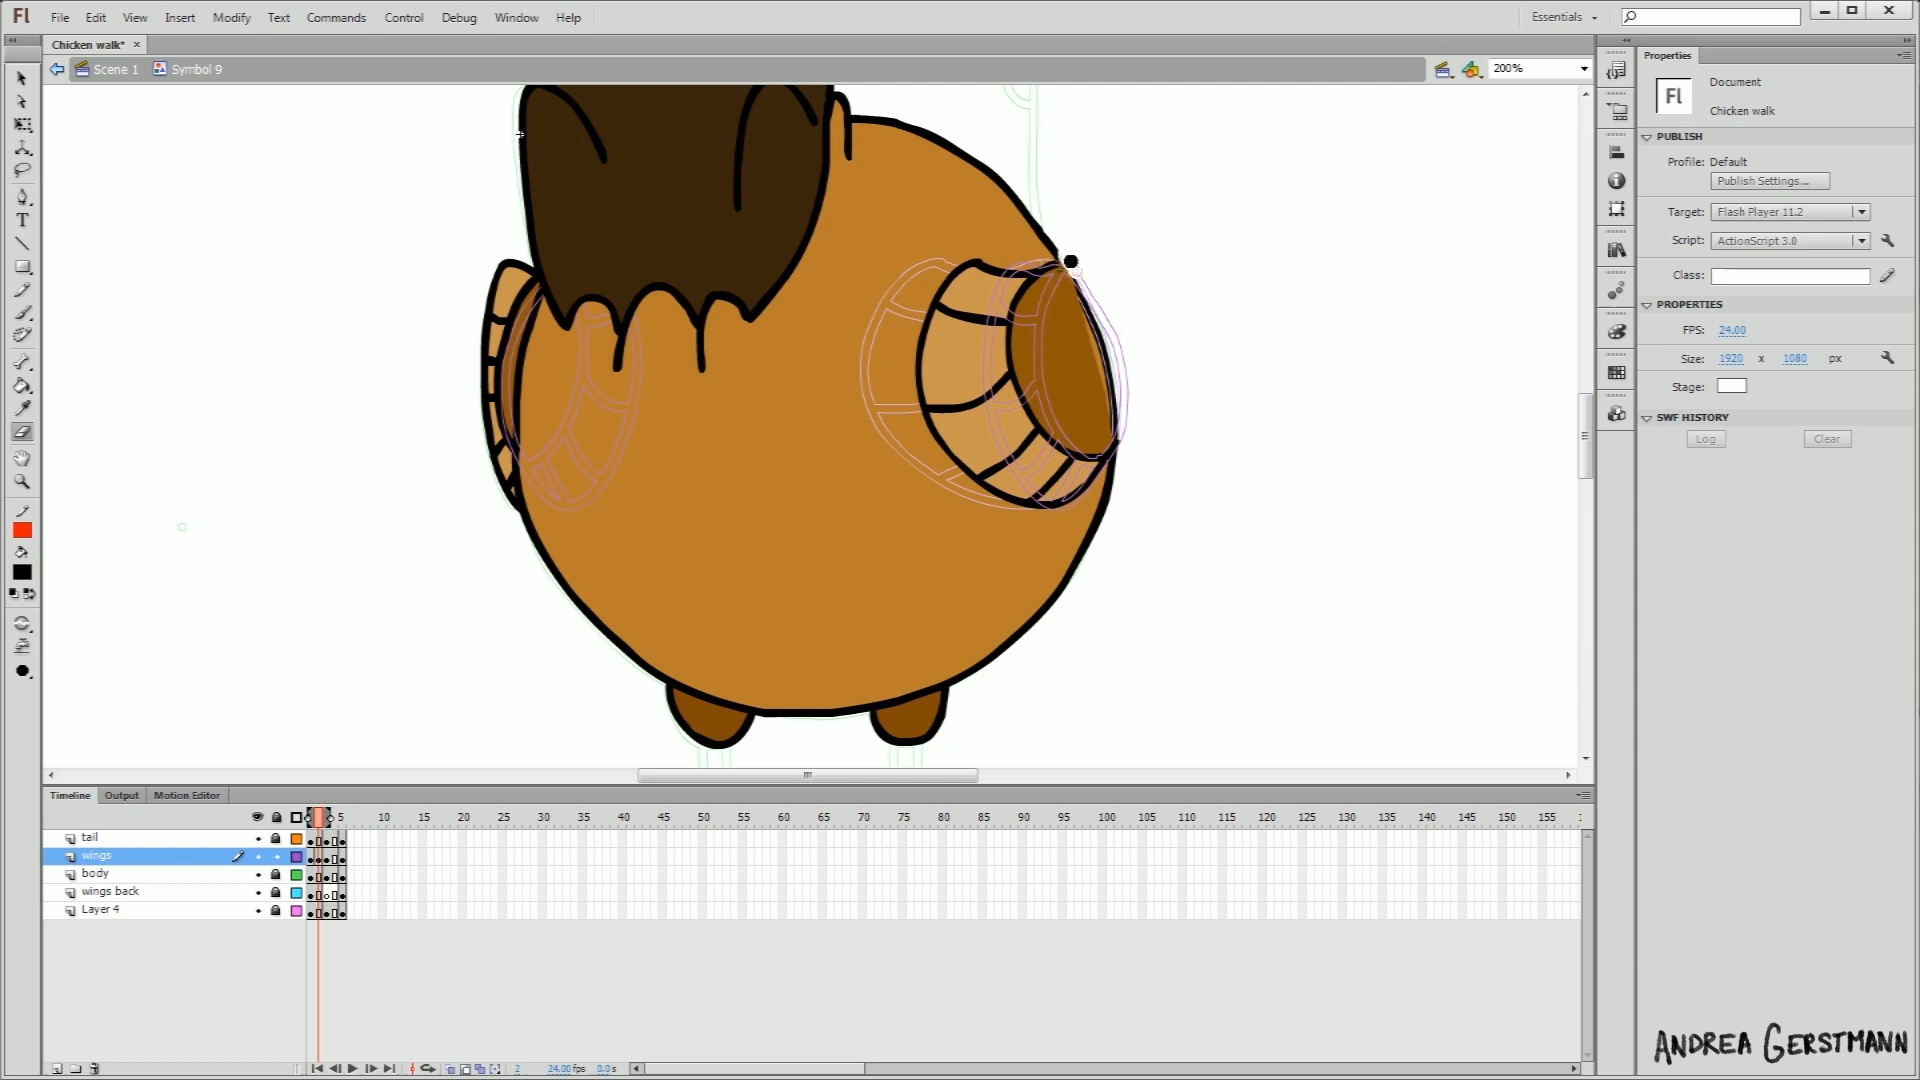 Fl File Edit View Insert Modify Text Commands Control Debug Window Help Essentials
Chicken walk*
Scene 1 Symbol 9 200%
Properties
Fl Document
Chicken walk
PUBLISH
Profile: Default
Publish Settings...
Target: Flash Player 11.2
Script: ActionScript 3.0
Class:
PROPERTIES
FPS: 24.00
Size: 1920 x 1080 px
Stage:
SWF HISTORY
Log Clear
Timeline Output Motion Editor
5 10 15 20 25 30 35 40 45 50 55 60 65 70 75 80 85 90 95 100 105 110 115 120 125 130 135 140 145 150 155
tail
wings
body
wings back
Layer 4
2 24.00 fps 0.0 s
ANDREA GERSTMANN